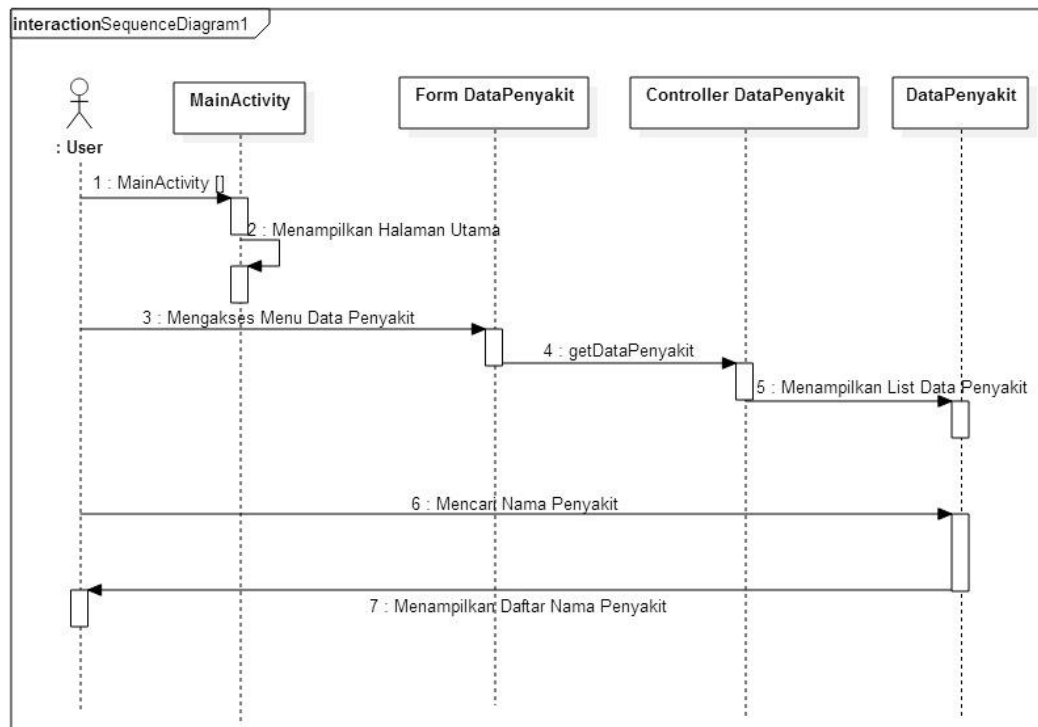 interactionSequenceDiagram1
MainActivity
Form DataPenyakit
Controller DataPenyakit
DataPenyakit
: User
1 : MainActivity []
2 : Menampilkan Halaman Utama
3 : Mengakses Menu Data Penyakit
4 : getDataPenyakit
5 : Menampilkan List Data Penyakit
6 : Mencari Nama Penyakit
7 : Menampilkan Daftar Nama Penyakit